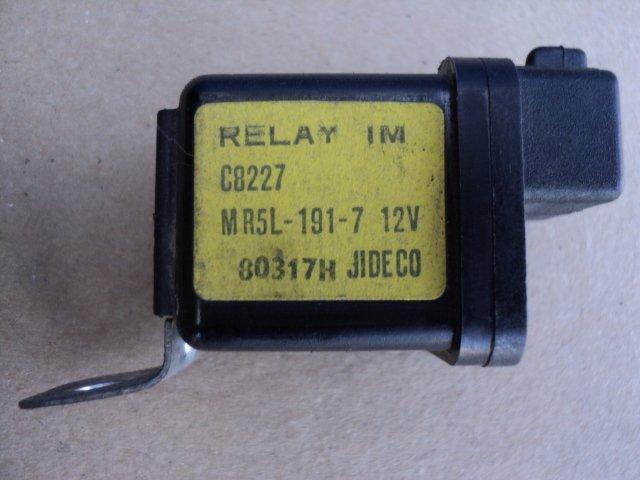 RELAY 1M
C8227
MR5L-191-7 12V
80317H JIDECO